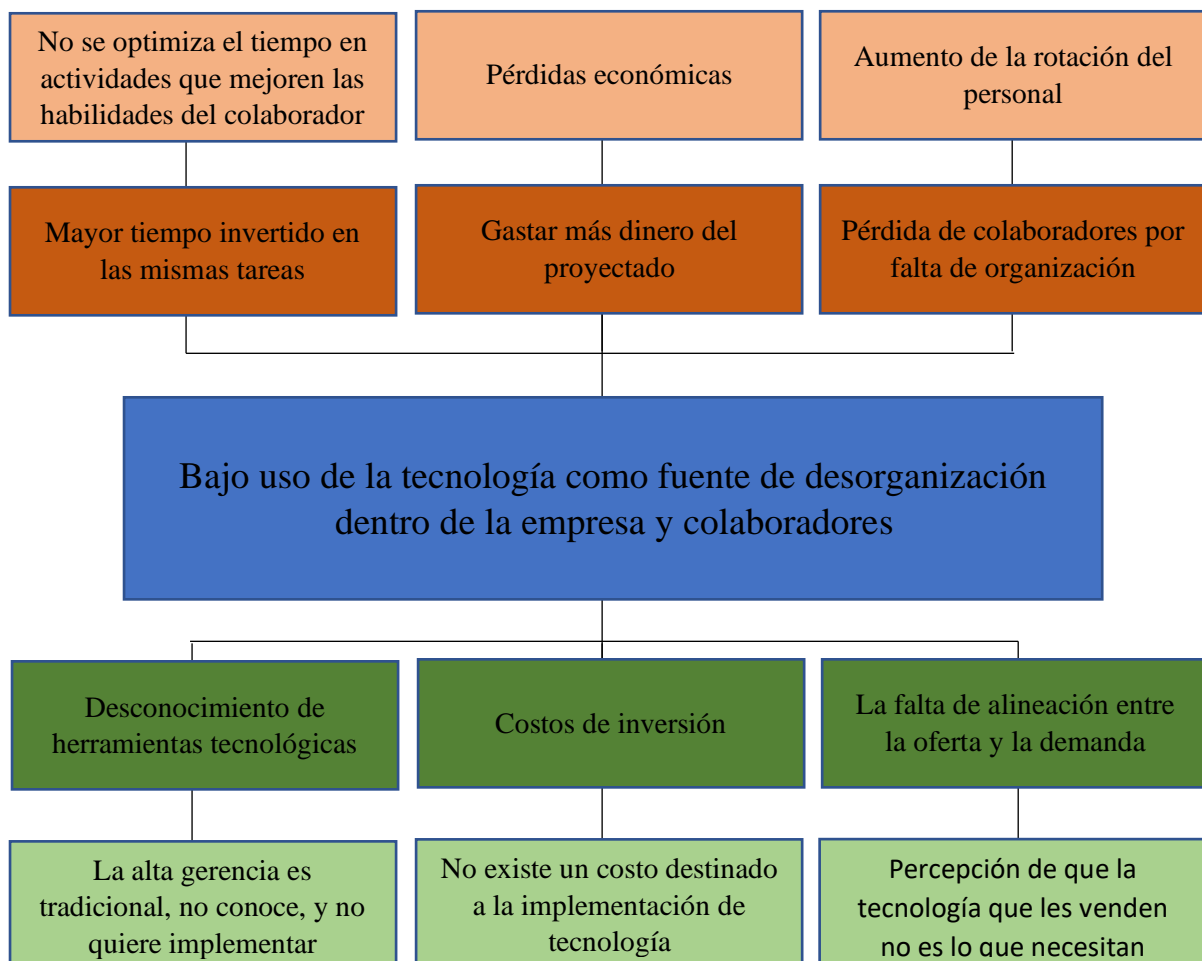 No se optimiza el tiempo en
actividades que mejoren las
habilidades del colaborador
Pérdidas económicas
Aumento de la rotación del
personal
Mayor tiempo invertido en
las mismas tareas
Gastar más dinero del
proyectado
Pérdida de colaboradores por
falta de organización
Bajo uso de la tecnología como fuente de desorganización
dentro de la empresa y colaboradores
Desconocimiento de
herramientas tecnológicas
Costos de inversión
La falta de alineación entre
la oferta y la demanda
La alta gerencia es
tradicional, no conoce, y no
quiere implementar
No existe un costo destinado
a la implementación de
tecnología
Percepción de que la
tecnología que les venden
no es lo que necesitan